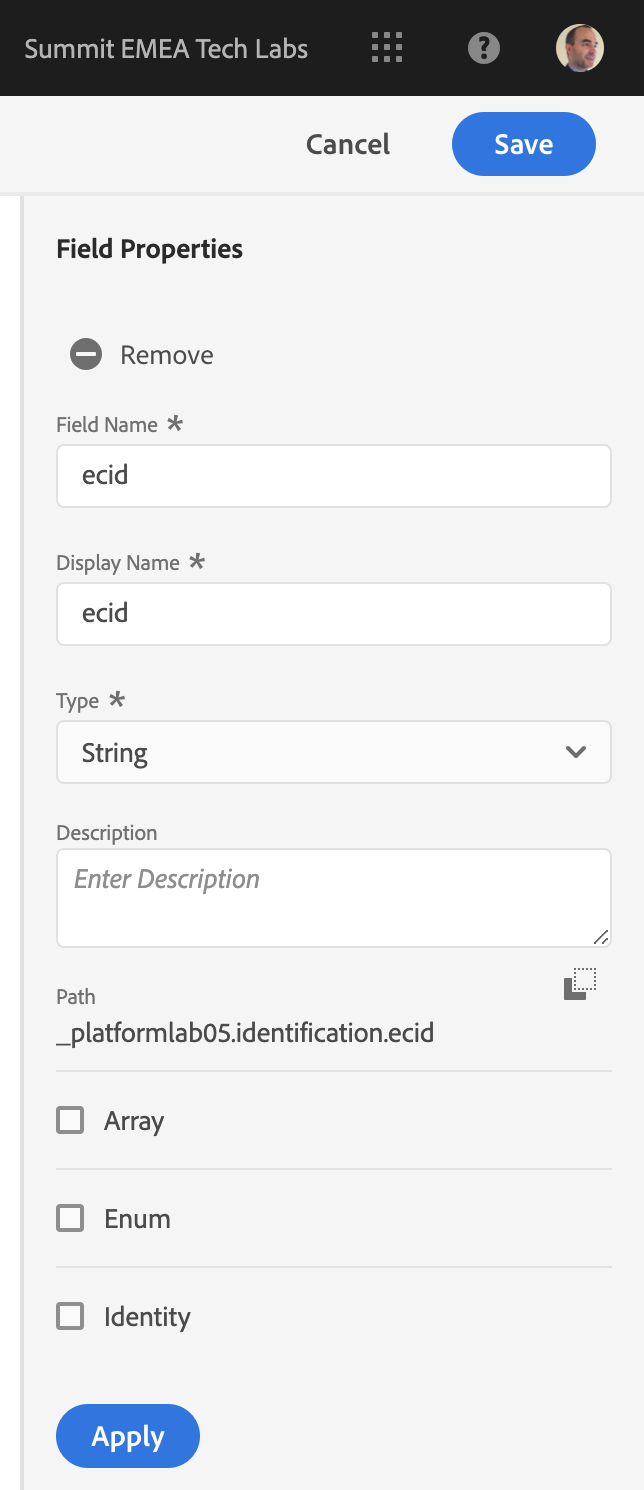 Summit EMEA Tech Labs ?
Cancel Save
Field Properties
Remove
Field Name *
ecid
Display Name *
ecid
Type *
String
Description
Enter Description
Path
_platformlab05.identification.ecid
Array
Enum
Identity
Apply